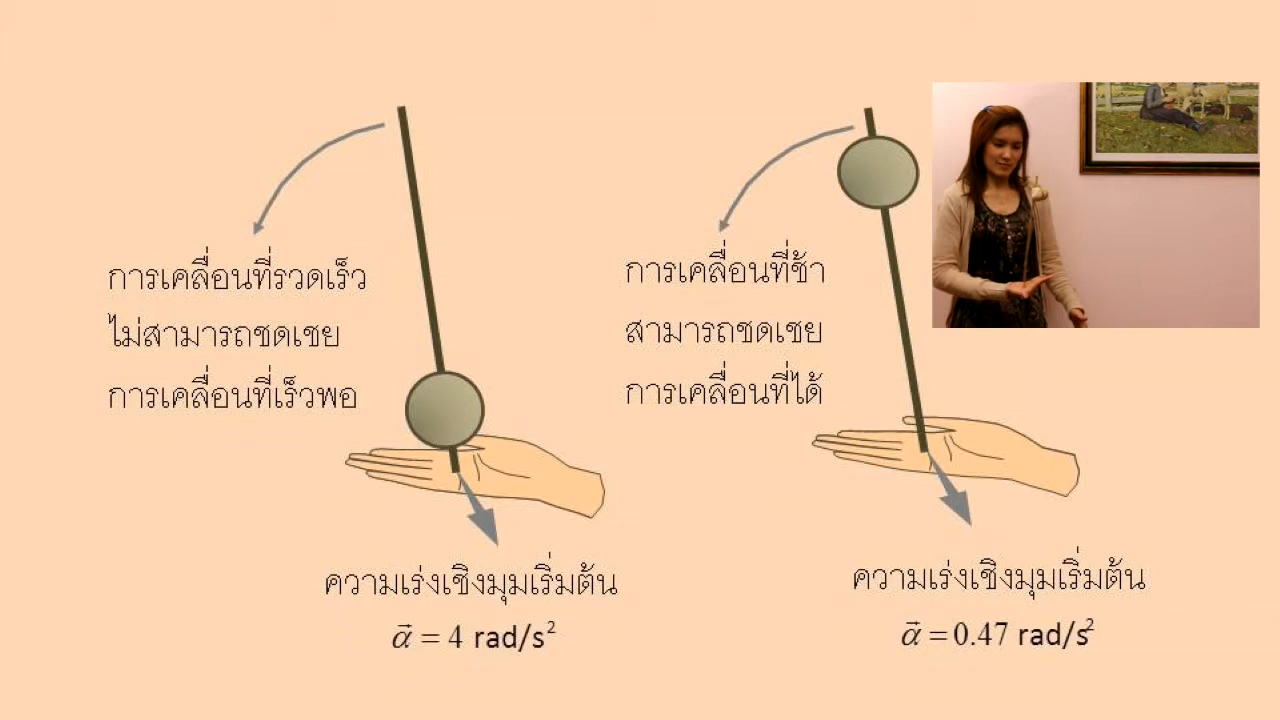 การเคลื่อนที่รวดเร็ว
ไม่สามารถชดเชย
การเคลื่อนที่เร็วพอ
ความเร่งเชิงมุมเริ่มต้น
α⃗ = 4 rad/s²
การเคลื่อนที่ช้า
สามารถชดเชย
การเคลื่อนที่ได้
ความเร่งเชิงมุมเริ่มต้น
α⃗ = 0.47 rad/s²